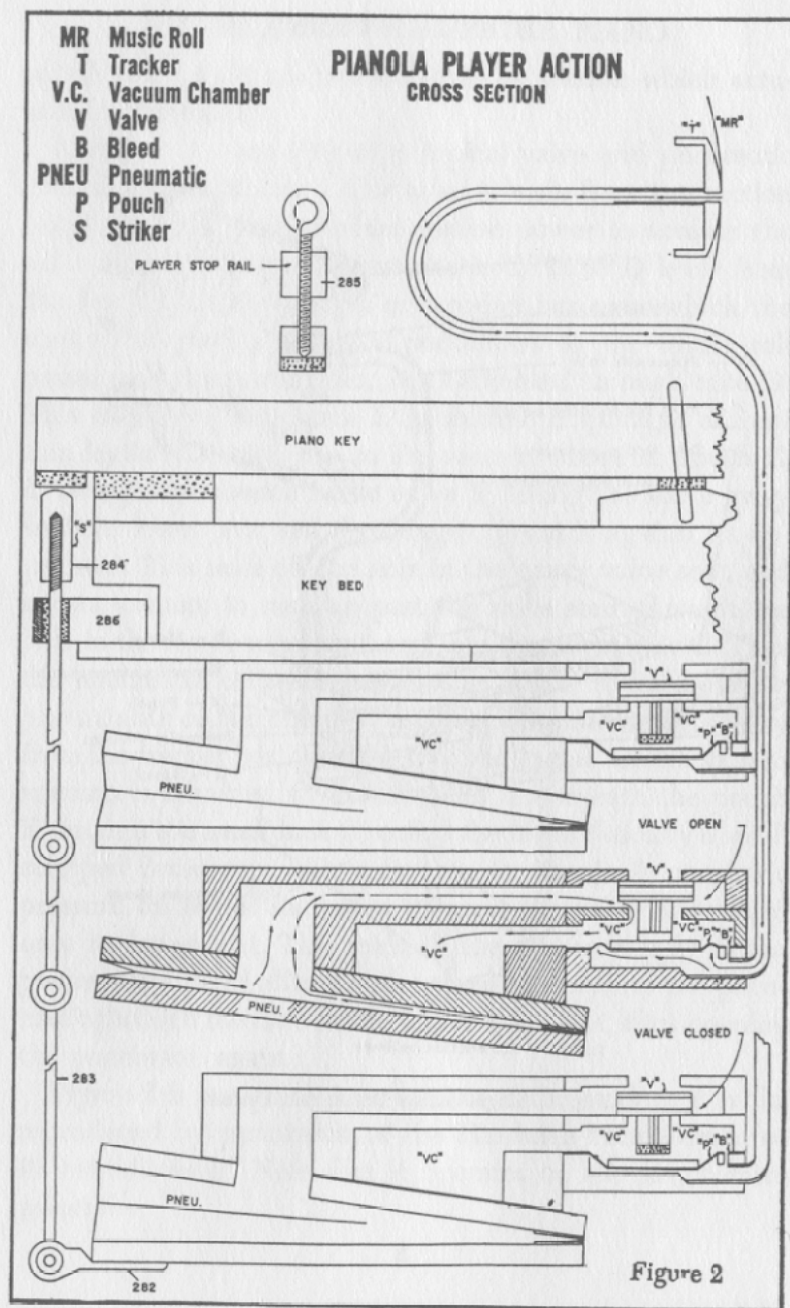 MR Music Roll
T Tracker
V.C. Vacuum Chamber
V Valve
B Bleed
PNEU Pneumatic
P Pouch
S Striker
PIANOLA PLAYER ACTION
CROSS SECTION
"T" "MR"
LAYER STOP RAIL
285
PIANO KEY
"S"
284
KEY BED
286
"V"
"VC" "VC" "P" "B"
"VC"
PNEU.
VALVE OPEN
"V"
"VC" "VC" "VC" "P" "B"
PNEU.
VALVE CLOSED
283
"V"
"VC" "VC" "P" "B"
"VC"
PNEU.
282
Figure 2